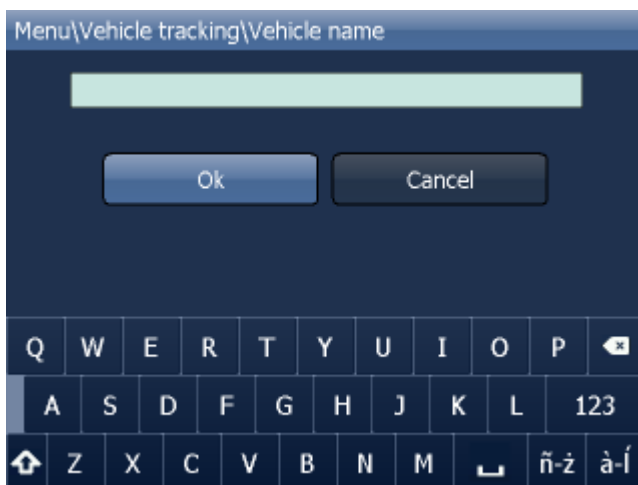 Menu\Vehicle tracking\Vehicle name
Ok Cancel
Q W E R T Y U I O P
A S D F G H J K L 123
Z X C V B N M ñ-ż à-Í